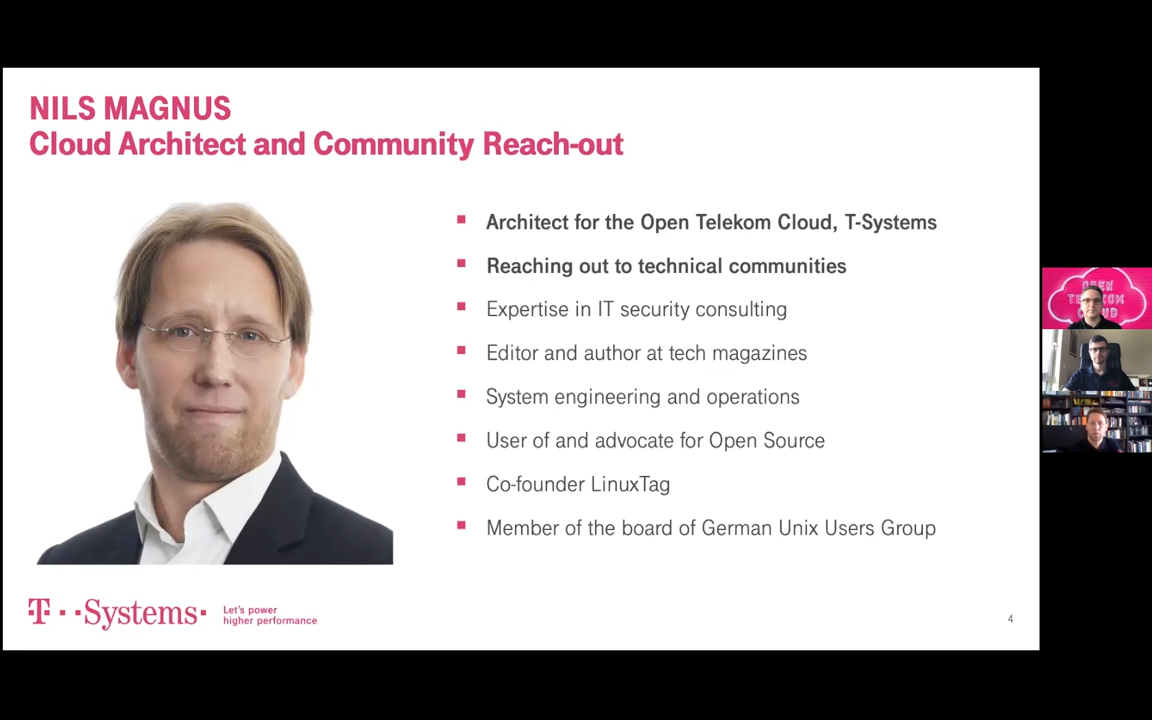 NILS MAGNUS
Cloud Architect and Community Reach-out
Architect for the Open Telekom Cloud, T-Systems
Reaching out to technical communities
Expertise in IT security consulting
Editor and author at tech magazines
System engineering and operations
User of and advocate for Open Source
Co-founder LinuxTag
Member of the board of German Unix Users Group
T··Systems·
Let's power
higher performance
4
OPEN
TELEKOM
CLOUD